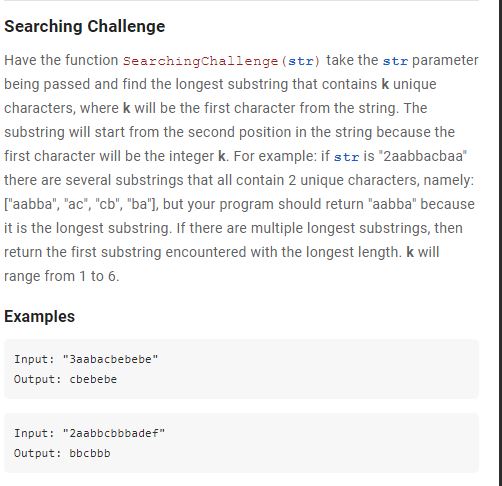 Searching Challenge
Have the function SearchingChallenge(str) take the str parameter
being passed and find the longest substring that contains k unique
characters, where k will be the first character from the string. The
substring will start from the second position in the string because the
first character will be the integer k. For example: if str is "2aabbacbaa"
there are several substrings that all contain 2 unique characters, namely:
["aabba", "ac", "cb", "ba"], but your program should return "aabba" because
it is the longest substring. If there are multiple longest substrings, then
return the first substring encountered with the longest length. k will
range from 1 to 6.
Examples
Input: "3aabacbebebe"
Output: cbebebe
Input: "2aabbcbbbadef"
Output: bbcbbb